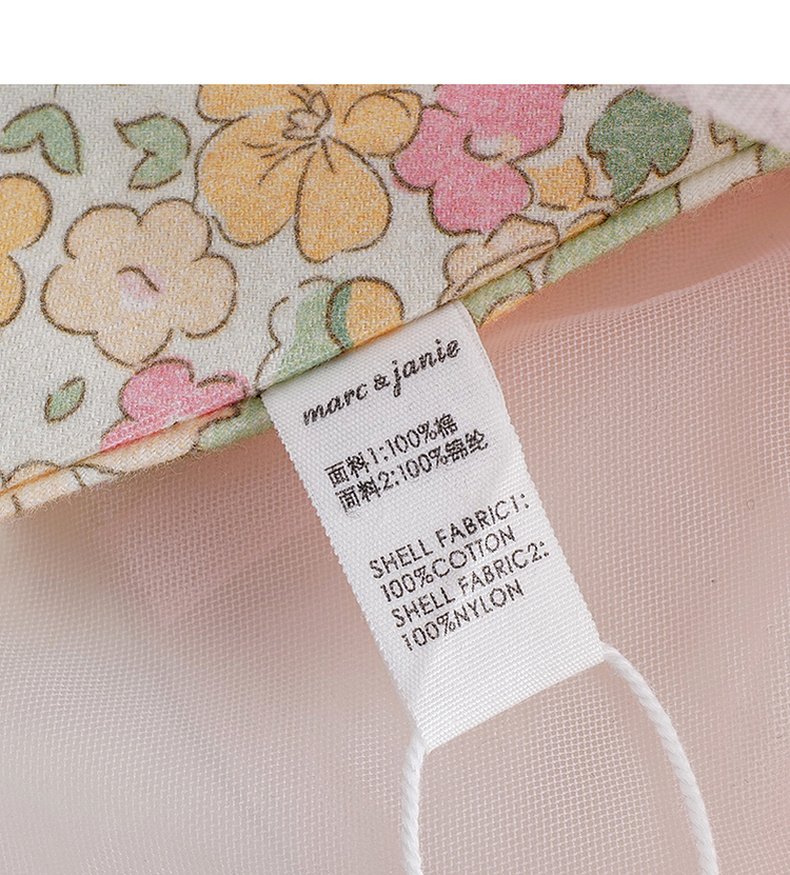 marc & janie
面料1:100%棉
面料2:100%锦纶
SHELL FABRIC1:
100%COTTON
SHELL FABRIC2:
100%NYLON